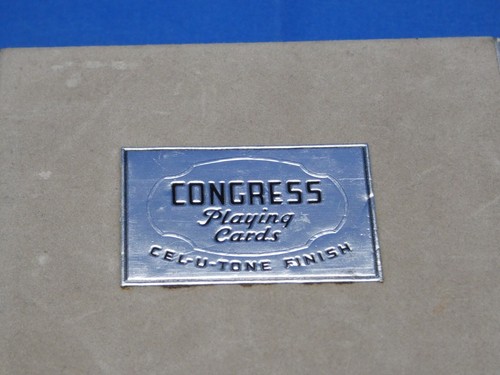 CONGRESS
Playing
Cards
CEL-U-TONE FINISH